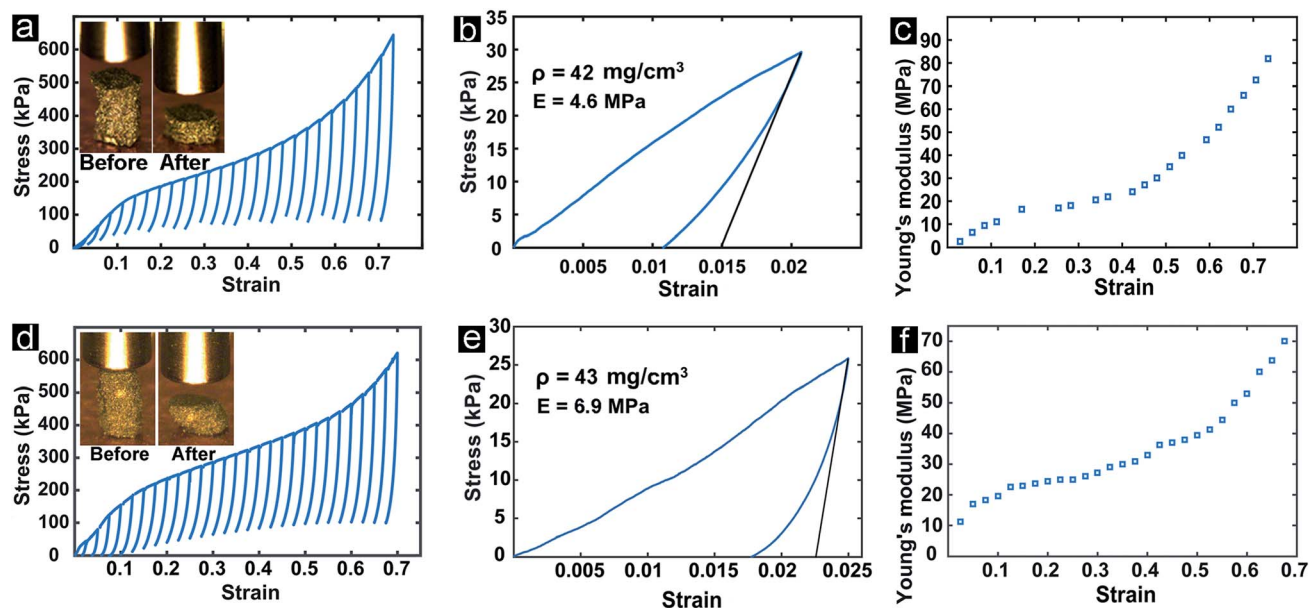 a
600
500
400
300
200
100
0
Stress (kPa)
Before After
0.1 0.2 0.3 0.4 0.5 0.6 0.7
Strain
b
35
30
25
20
15
10
5
0
Stress (kPa)
ρ = 42 mg/cm³
E = 4.6 MPa
0.005 0.01 0.015 0.02
Strain
c
90
80
70
60
50
40
30
20
10
0
Young's modulus (MPa)
0.1 0.2 0.3 0.4 0.5 0.6 0.7
Strain
d
600
500
400
300
200
100
0
Stress (kPa)
Before After
0.1 0.2 0.3 0.4 0.5 0.6 0.7
Strain
e
30
25
20
15
10
5
0
Stress (kPa)
ρ = 43 mg/cm³
E = 6.9 MPa
0.005 0.01 0.015 0.02 0.025
Strain
f
70
60
50
40
30
20
10
0
Young's modulus (MPa)
0.1 0.2 0.3 0.4 0.5 0.6 0.7
Strain